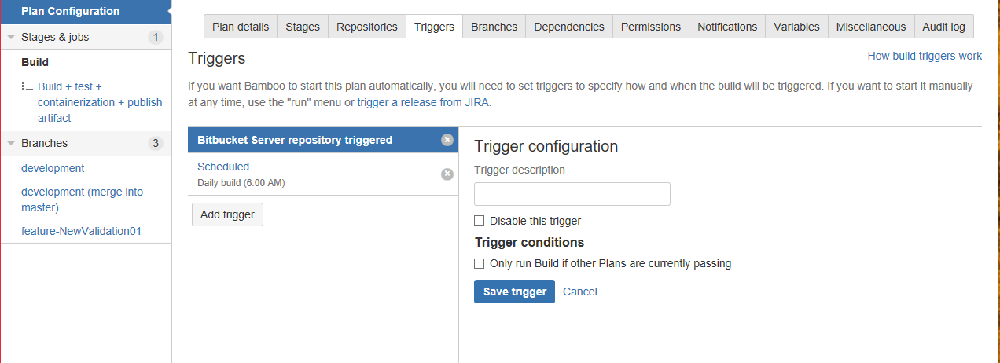 Plan Configuration
Stages & jobs 1
Build
Build + test +
containerization + publish
artifact
Branches 3
development
development (merge into
master)
feature-NewValidation01
Plan details Stages Repositories Triggers Branches Dependencies Permissions Notifications Variables Miscellaneous Audit log
Triggers
How build triggers work
If you want Bamboo to start this plan automatically, you will need to set triggers to specify how and when the build will be triggered. If you want to start it manually
at any time, use the "run" menu or trigger a release from JIRA.
Bitbucket Server repository triggered
Scheduled
Daily build (6:00 AM)
Add trigger
Trigger configuration
Trigger description
Disable this trigger
Trigger conditions
Only run Build if other Plans are currently passing
Save trigger Cancel